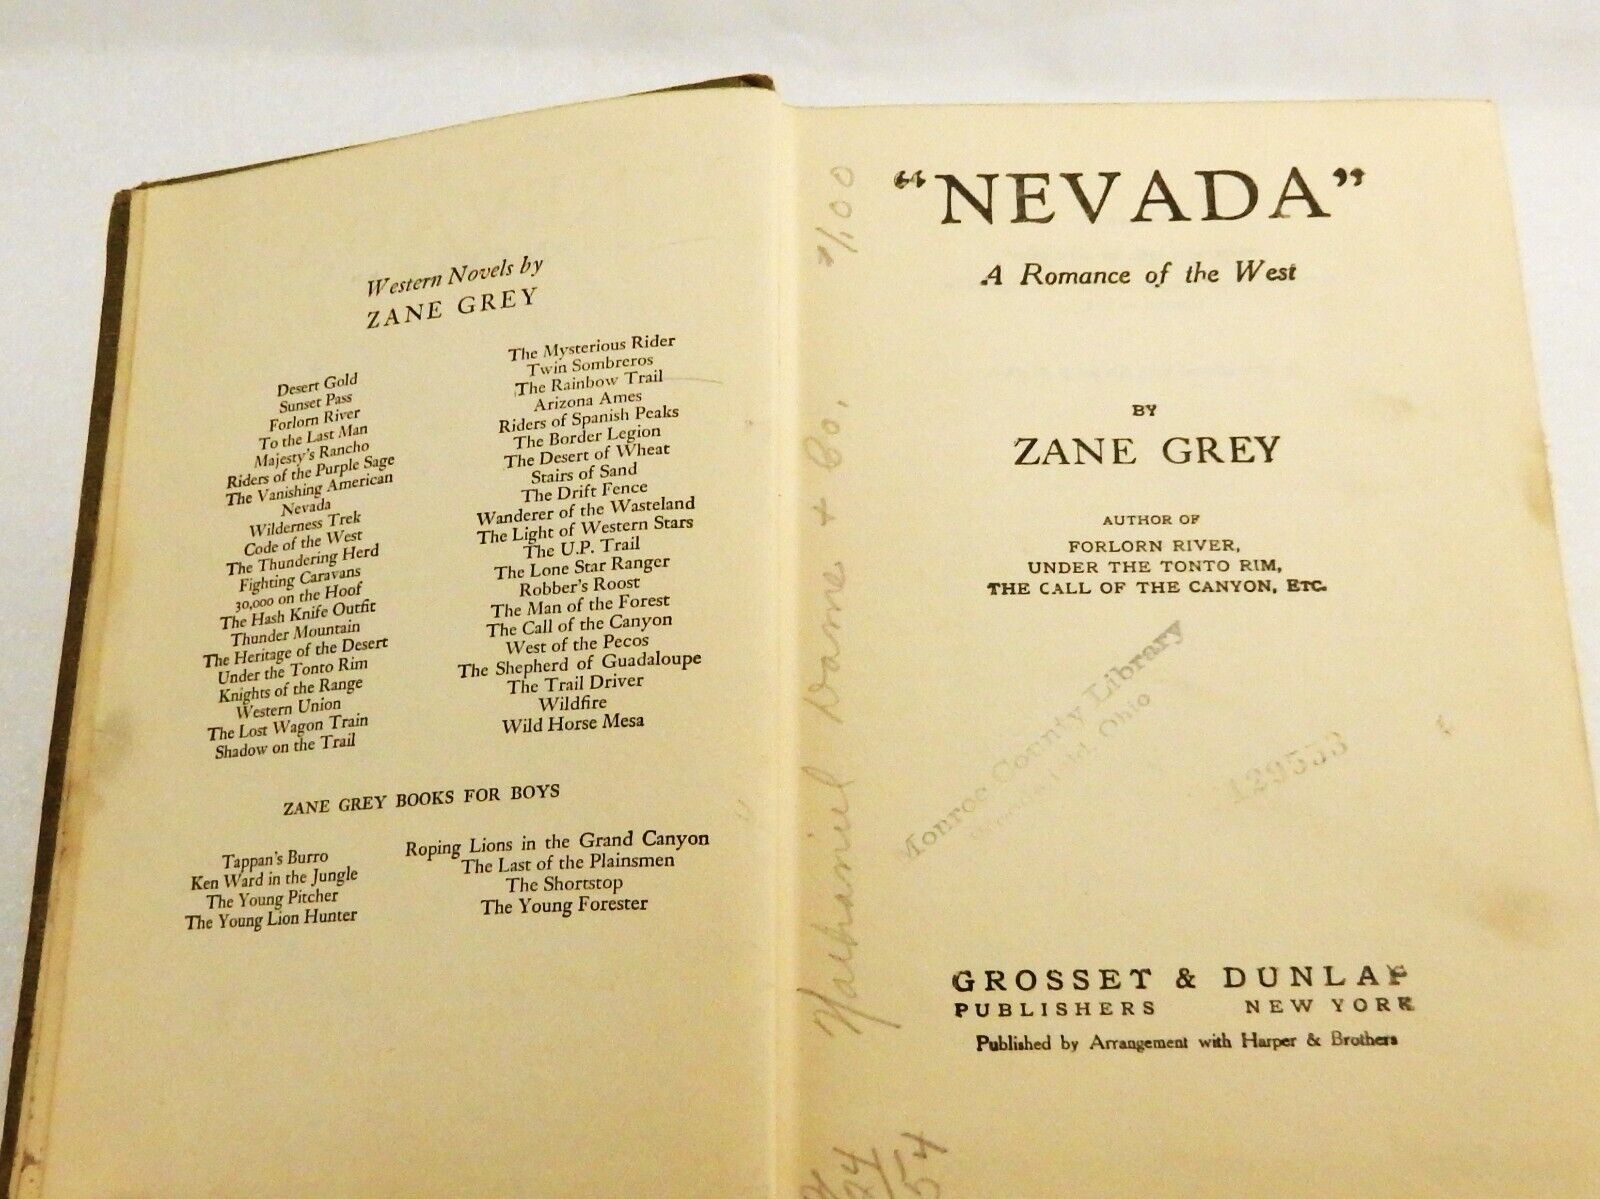 Western Novels by
ZANE GREY
Desert Gold
Sunset Pass
Forlorn River
To the Last Man
Majesty's Rancho
Riders of the Purple Sage
The Vanishing American
Nevada
Wilderness Trek
Code of the West
The Thundering Herd
Fighting Caravans
30,000 on the Hoof
The Hash Knife Outfit
Thunder Mountain
The Heritage of the Desert
Under the Tonto Rim
Knights of the Range
Western Union
The Lost Wagon Train
Shadow on the Trail
The Mysterious Rider
Twin Sombreros
The Rainbow Trail
Arizona Ames
Riders of Spanish Peaks
The Border Legion
The Desert of Wheat
Stairs of Sand
The Drift Fence
Wanderer of the Wasteland
The Light of Western Stars
The U.P. Trail
The Lone Star Ranger
Robber's Roost
The Man of the Forest
The Call of the Canyon
West of the Pecos
The Shepherd of Guadaloupe
The Trail Driver
Wildfire
Wild Horse Mesa
ZANE GREY BOOKS FOR BOYS
Tappan's Burro
Ken Ward in the Jungle
The Young Pitcher
The Young Lion Hunter
Roping Lions in the Grand Canyon
The Last of the Plainsmen
The Shortstop
The Young Forester
Nathaniel Dame & Co. $1.00
"NEVADA"
A Romance of the West
BY
ZANE GREY
AUTHOR OF
FORLORN RIVER,
UNDER THE TONTO RIM,
THE CALL OF THE CANYON, ETC.
Monroe County Library
Ohio
129553
GROSSET & DUNLAP
PUBLISHERS NEW YORK
Published by Arrangement with Harper & Brothers